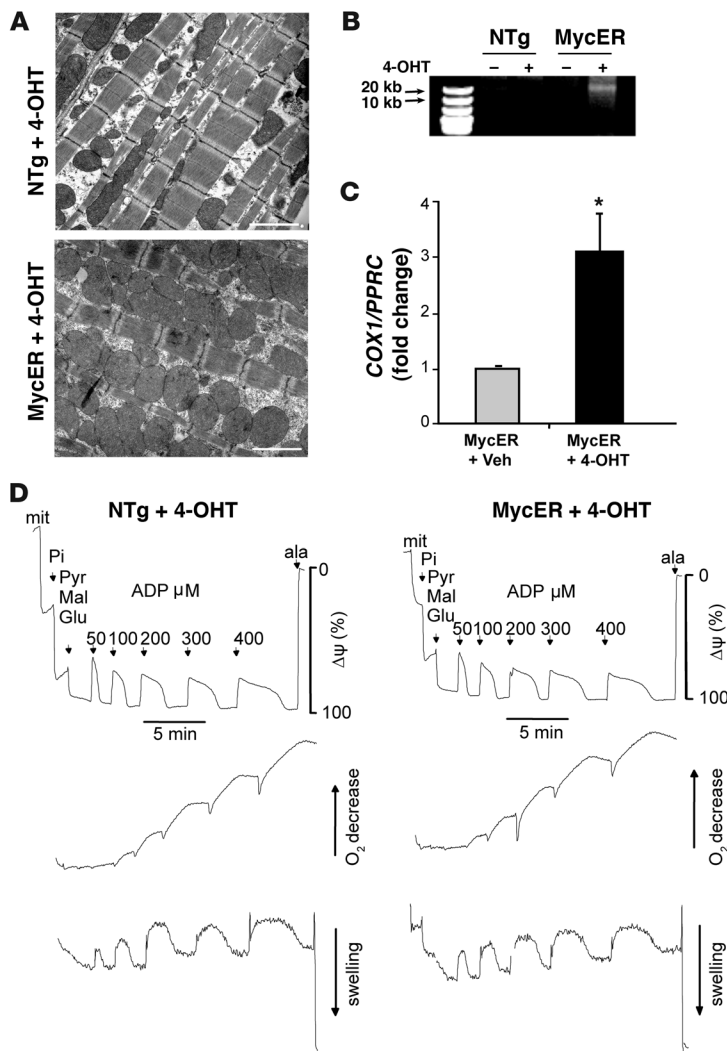 A
NTg + 4-OHT
MycER + 4-OHT
B
NTg MycER
4-OHT – + – +
20 kb
10 kb
C
COX1/PPRC
(fold change)
4
3
2
1
0
*
MycER
+ Veh
MycER
+ 4-OHT
D
NTg + 4-OHT
mit
Pi
Pyr
Mal
Glu
ADP µM
50 100 200 300 400
ala
0
100
Δψ (%)
5 min
O2 decrease
swelling
MycER + 4-OHT
mit
Pi
Pyr
Mal
Glu
ADP µM
50 100 200 300 400
ala
0
100
Δψ (%)
5 min
O2 decrease
swelling